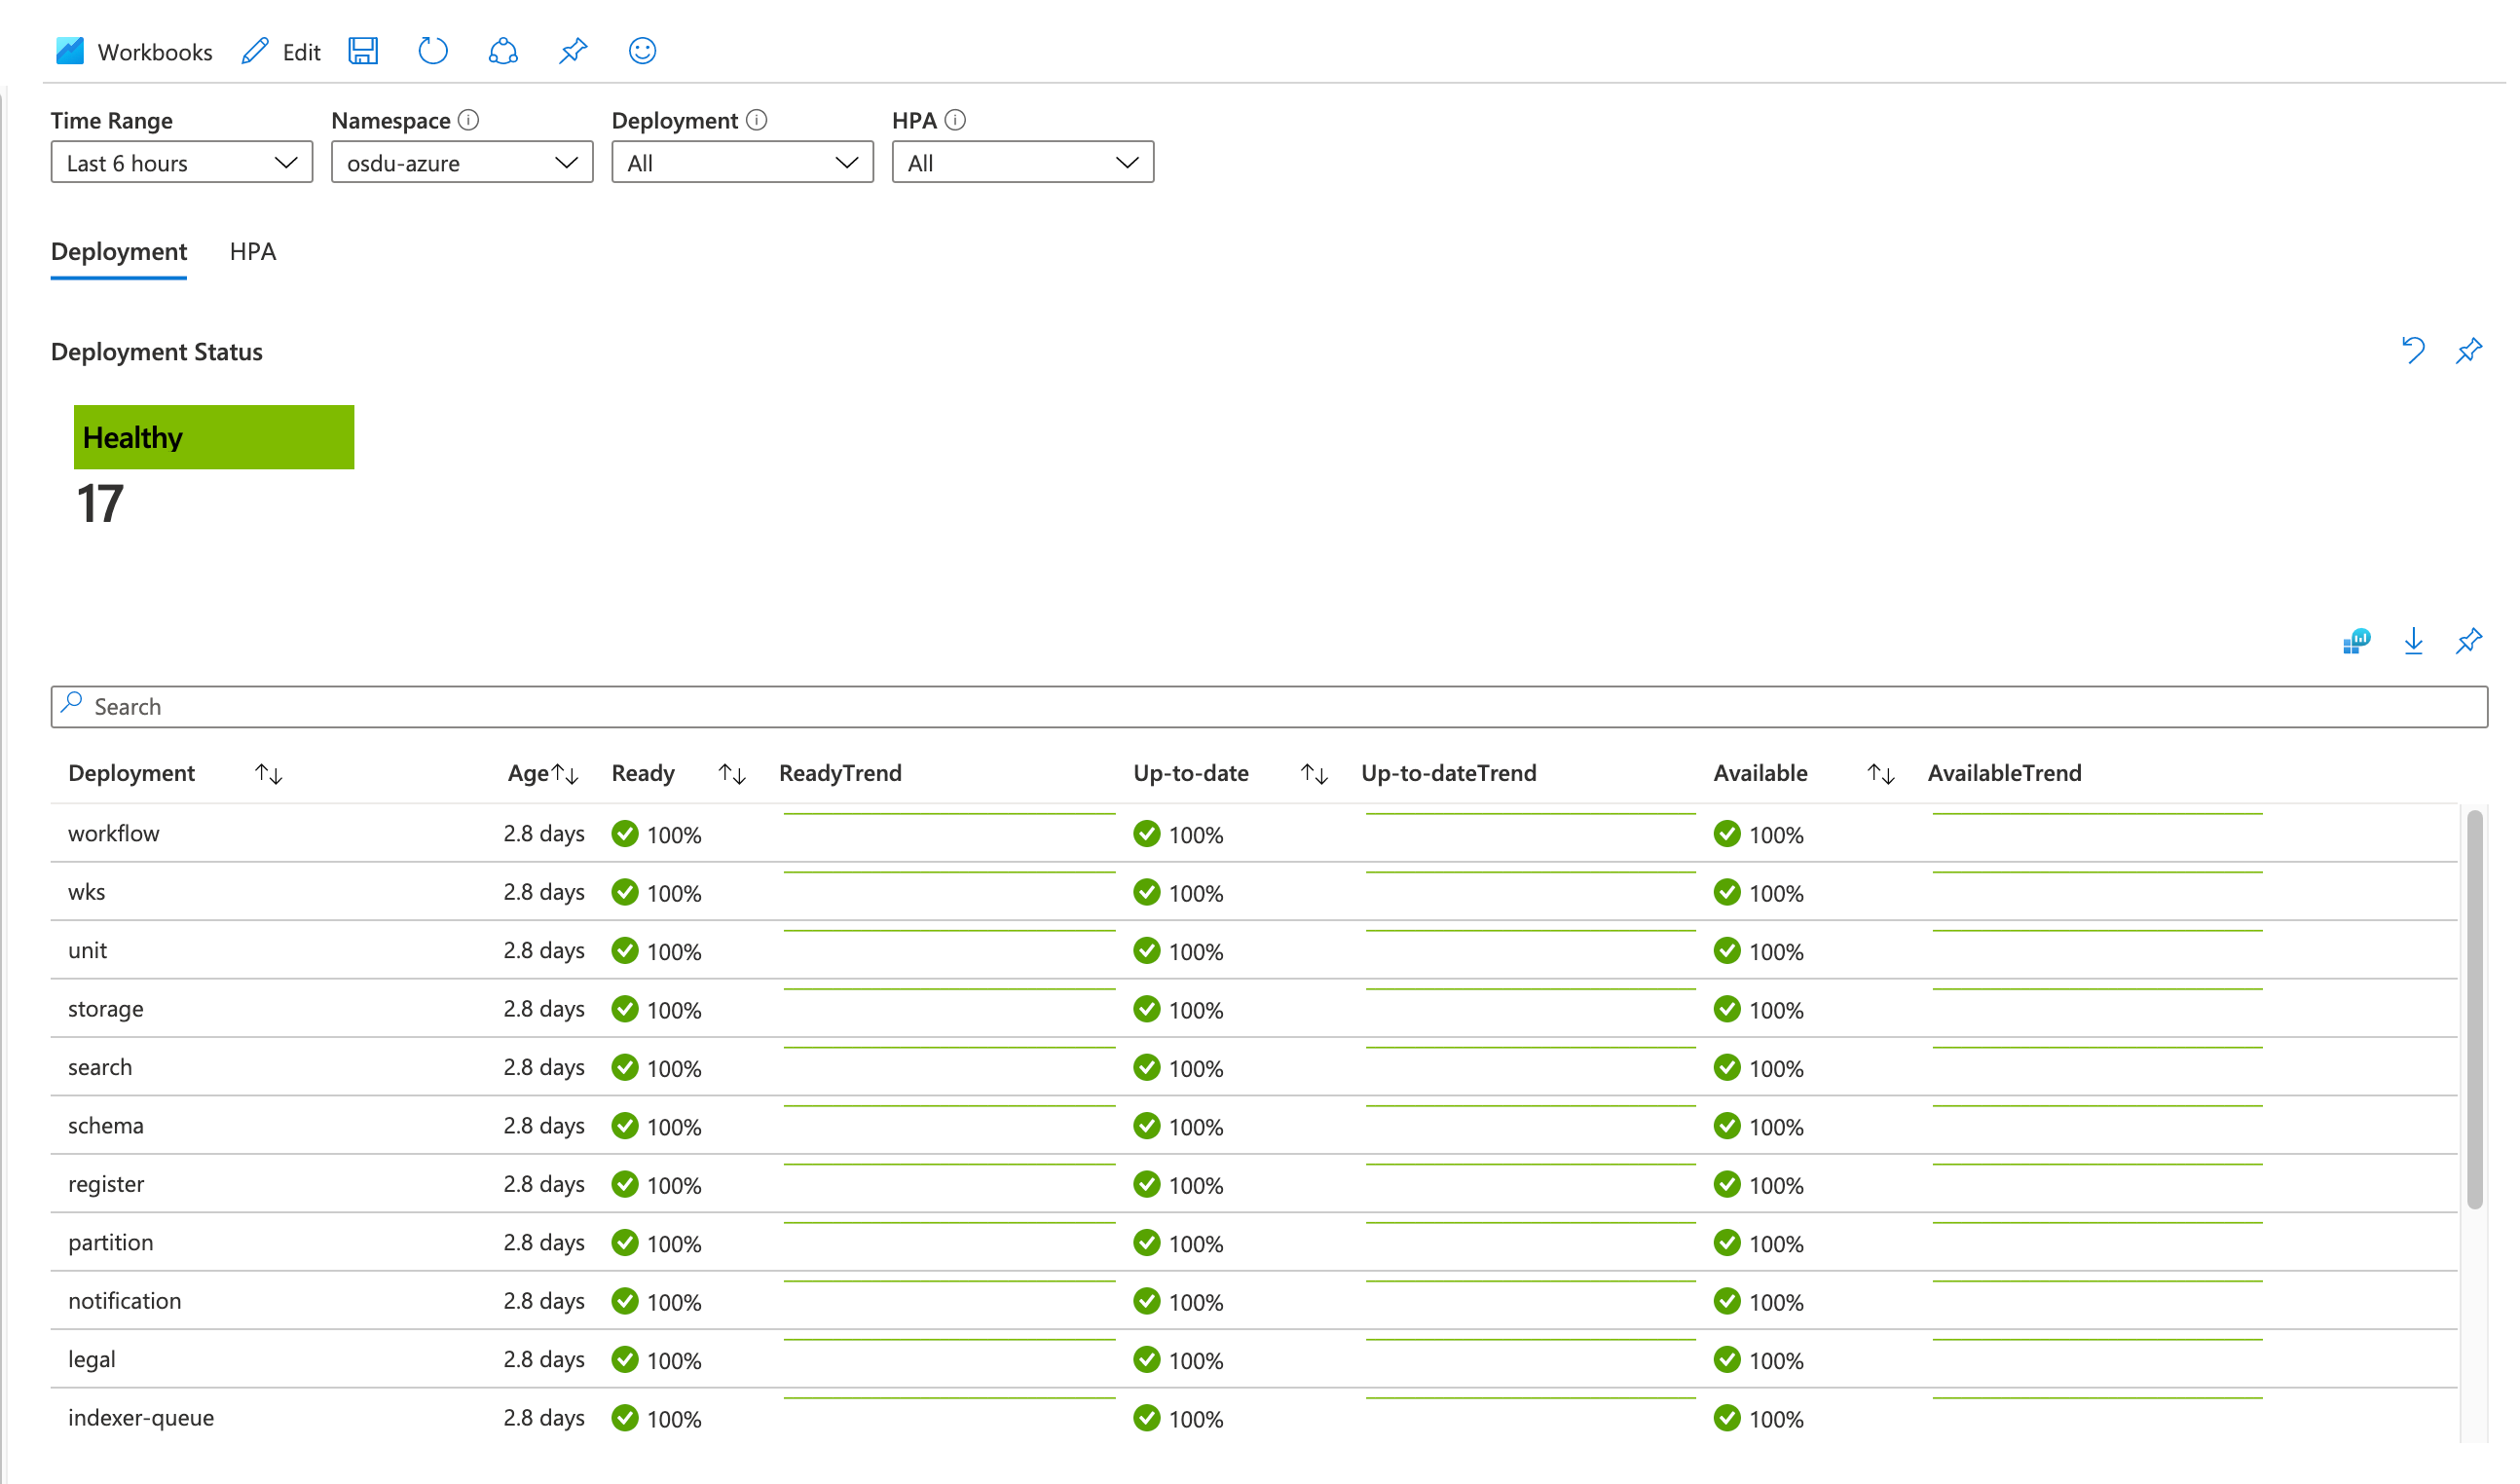 Workbooks Edit
Time Range Namespace Deployment HPA
Last 6 hours osdu-azure All All
Deployment HPA
Deployment Status
Healthy
17
Search
Deployment Age Ready ReadyTrend Up-to-date Up-to-dateTrend Available AvailableTrend
workflow 2.8 days 100% 100% 100%
wks 2.8 days 100% 100% 100%
unit 2.8 days 100% 100% 100%
storage 2.8 days 100% 100% 100%
search 2.8 days 100% 100% 100%
schema 2.8 days 100% 100% 100%
register 2.8 days 100% 100% 100%
partition 2.8 days 100% 100% 100%
notification 2.8 days 100% 100% 100%
legal 2.8 days 100% 100% 100%
indexer-queue 2.8 days 100% 100% 100%